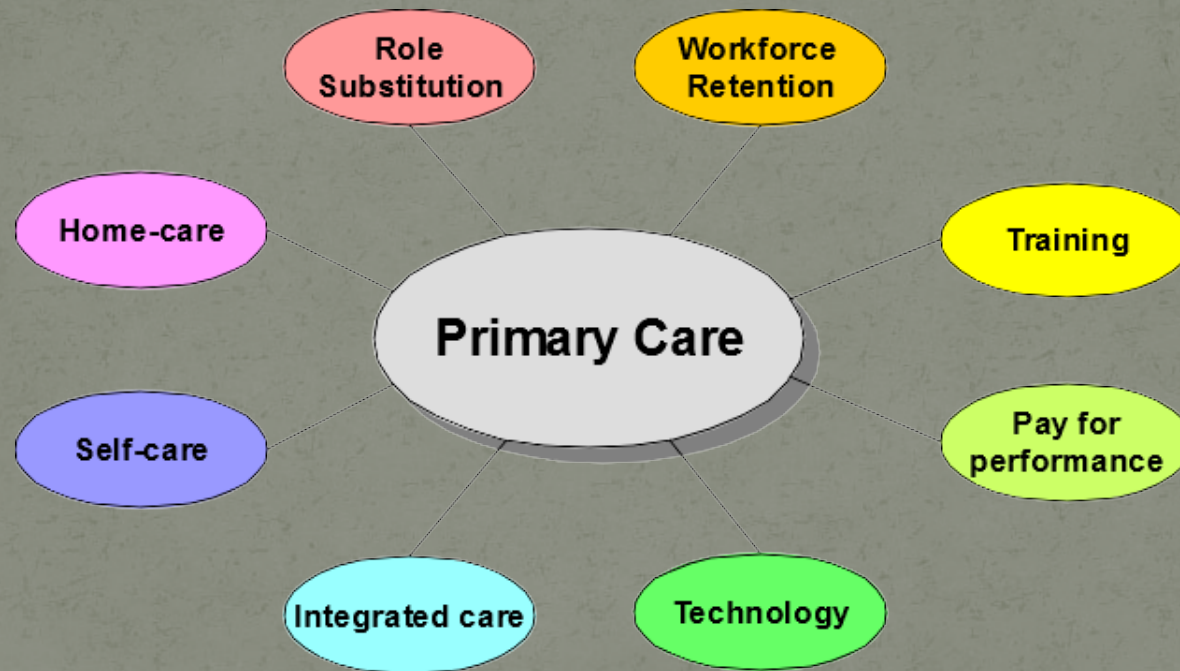 Role
Substitution
Workforce
Retention
Home-care
Training
Primary Care
Self-care
Pay for
performance
Integrated care
Technology